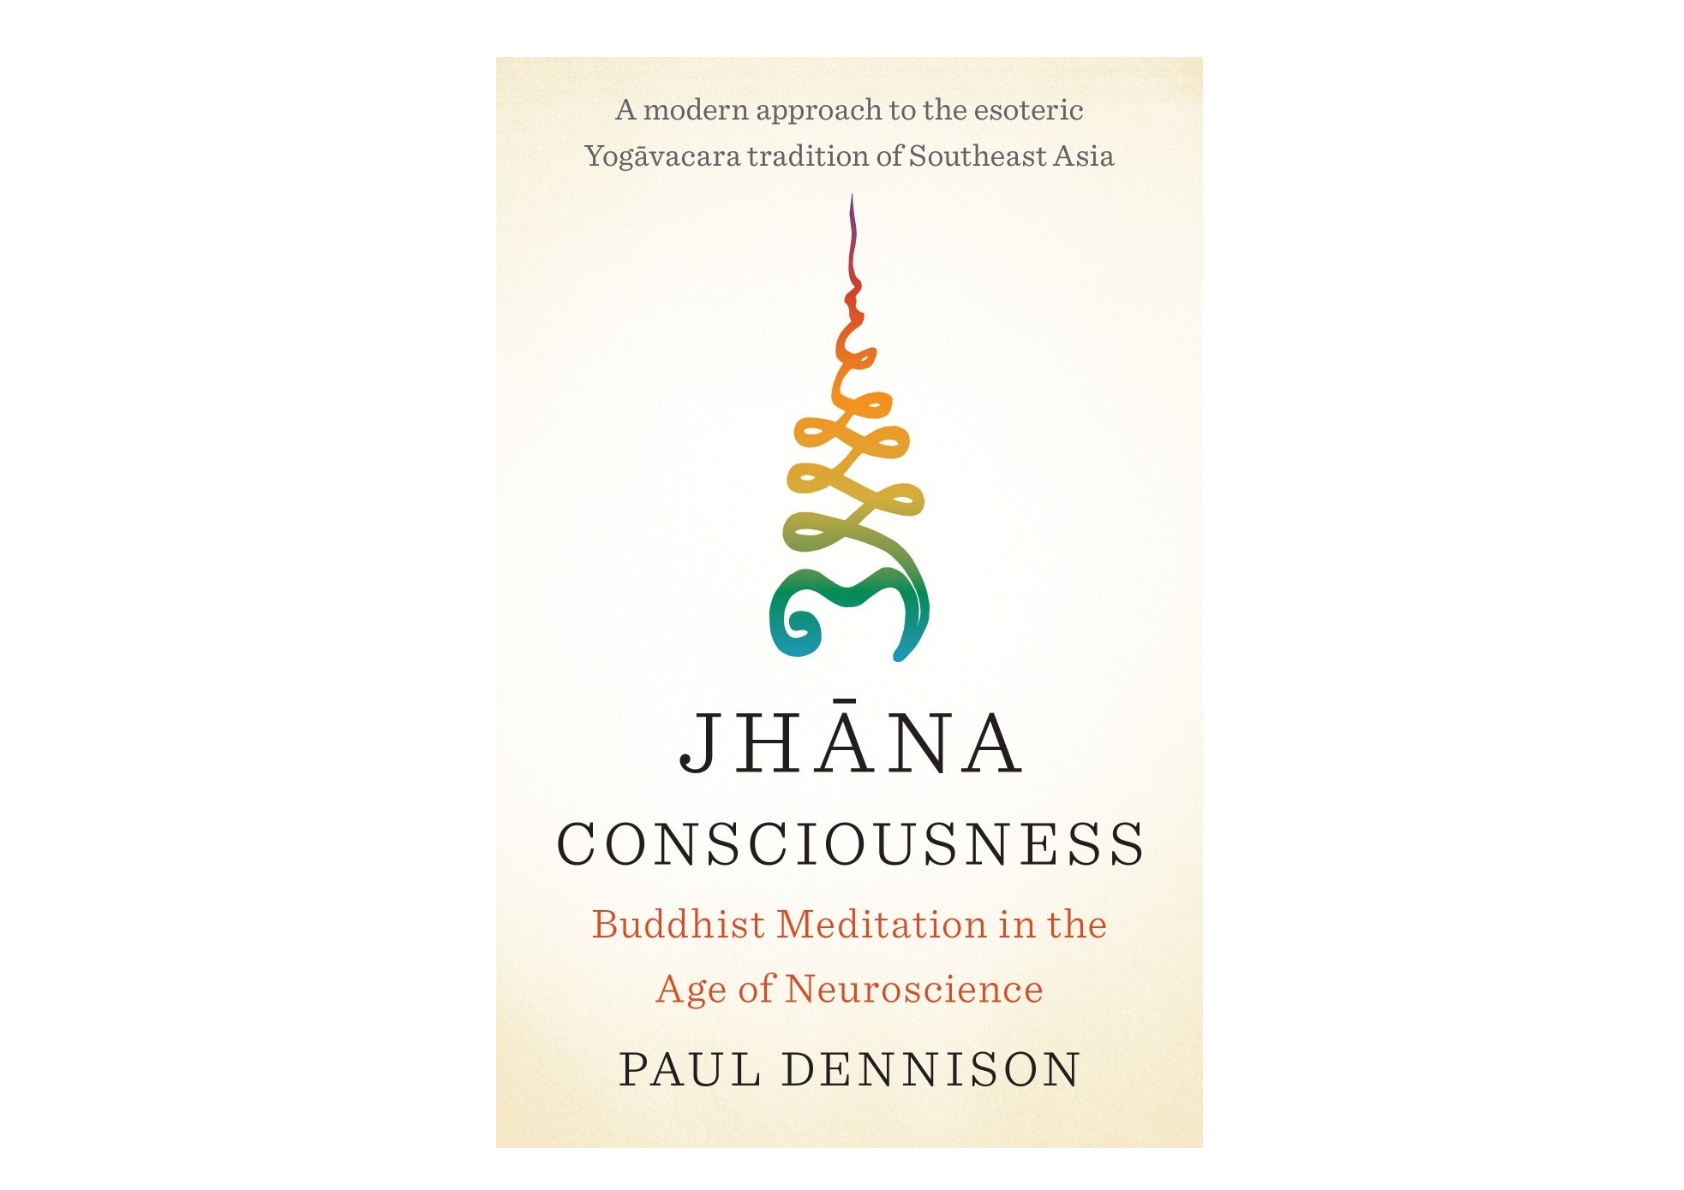 A modern approach to the esoteric
Yogāvacara tradition of Southeast Asia
JHĀNA
CONSCIOUSNESS
Buddhist Meditation in the
Age of Neuroscience
PAUL DENNISON